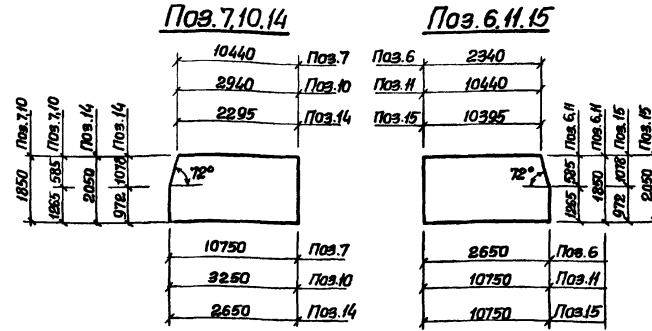 Поз.7,10.14
10440 Поз.7
2940 Поз.10
2295 Поз.14
Поз.7,10
Поз.7,10
Поз.14
Поз.14
1850
1265 585
2050
972 1078
72°
10750 Поз.7
3250 Поз.10
2650 Поз.14
Поз.6,11.15
Поз.6 2340
Поз.11 10440
Поз.15 10395
Поз.6,11
Поз.6,11
Поз.15
Поз.15
72°
1265 585
1850
972 1078
2050
2650 Поз.6
10750 Поз.11
10750 Поз.15